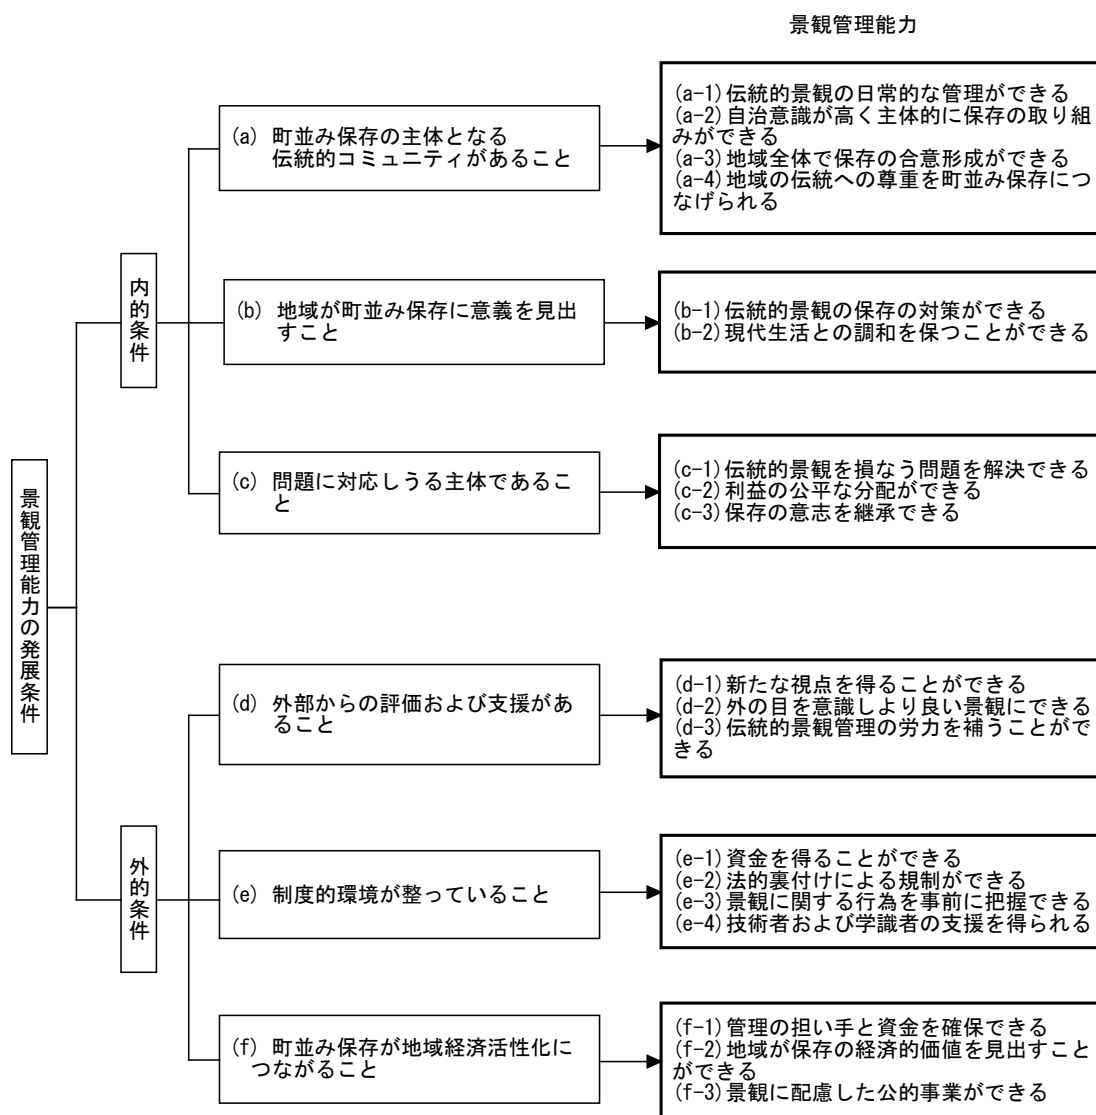 景観管理能力
(a) 町並み保存の主体となる
伝統的コミュニティがあること
(a-1)伝統的景観の日常的な管理ができる
(a-2)自治意識が高く主体的に保存の取り組
みができる
(a-3)地域全体で保存の合意形成ができる
(a-4)地域の伝統への尊重を町並み保存につ
なげられる
内的条件
(b) 地域が町並み保存に意義を見出
すこと
(b-1)伝統的景観の保存の対策ができる
(b-2)現代生活との調和を保つことができる
(c) 問題に対応しうる主体であるこ
と
(c-1)伝統的景観を損なう問題を解決できる
(c-2)利益の公平な分配ができる
(c-3)保存の意志を継承できる
景観管理能力の発展条件
(d) 外部からの評価および支援があ
ること
(d-1)新たな視点を得ることができる
(d-2)外の目を意識しより良い景観にできる
(d-3)伝統的景観管理の労力を補うことがで
きる
外的条件
(e) 制度的環境が整っていること
(e-1)資金を得ることができる
(e-2)法的裏付けによる規制ができる
(e-3)景観に関する行為を事前に把握できる
(e-4)技術者および学識者の支援を得られる
(f) 町並み保存が地域経済活性化に
つながること
(f-1)管理の担い手と資金を確保できる
(f-2)地域が保存の経済的価値を見出すこと
ができる
(f-3)景観に配慮した公的事業ができる